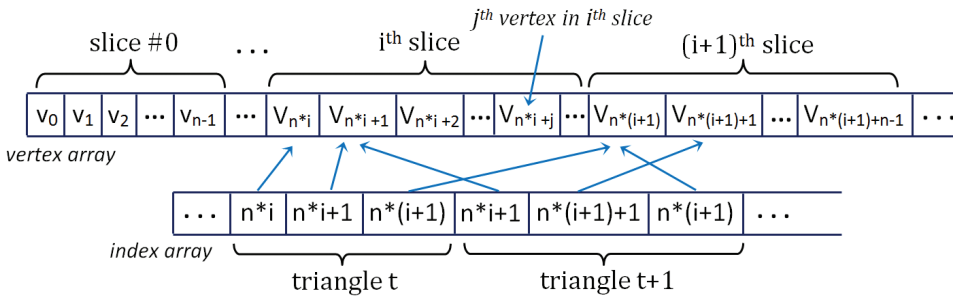 jth vertex in ith slice
slice #0 ... ith slice (i+1)th slice
v0 v1 v2 ... vn-1 ... Vn*i Vn*i +1 Vn*i +2 ... Vn*i +j ... Vn*(i+1) Vn*(i+1)+1 ... Vn*(i+1)+n-1 ...
vertex array
... n*i n*i+1 n*(i+1) n*i+1 n*(i+1)+1 n*(i+1) ...
index array
triangle t triangle t+1